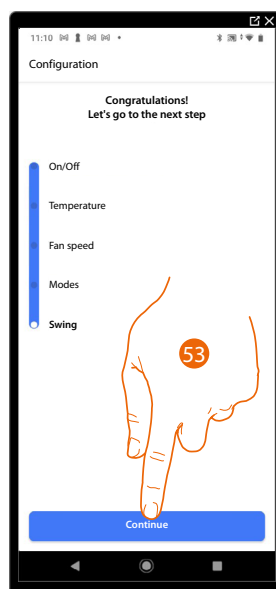 11:10
Configuration
Congratulations!
Let's go to the next step
On/Off
Temperature
Fan speed
Modes
Swing
53
Continue